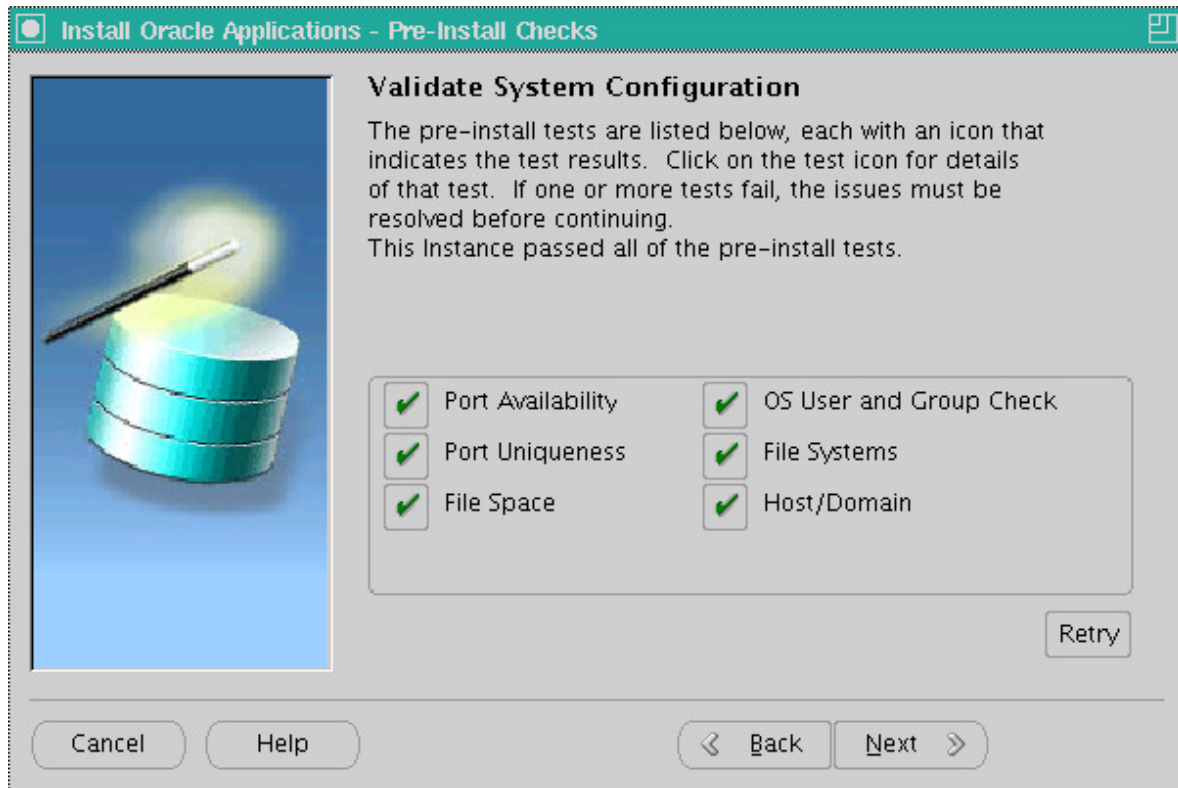 Install Oracle Applications - Pre-Install Checks
Validate System Configuration
The pre-install tests are listed below, each with an icon that
indicates the test results.  Click on the test icon for details
of that test.  If one or more tests fail, the issues must be
resolved before continuing.
This Instance passed all of the pre-install tests.
Port Availability
OS User and Group Check
Port Uniqueness
File Systems
File Space
Host/Domain
Retry
Cancel
Help
Back
Next